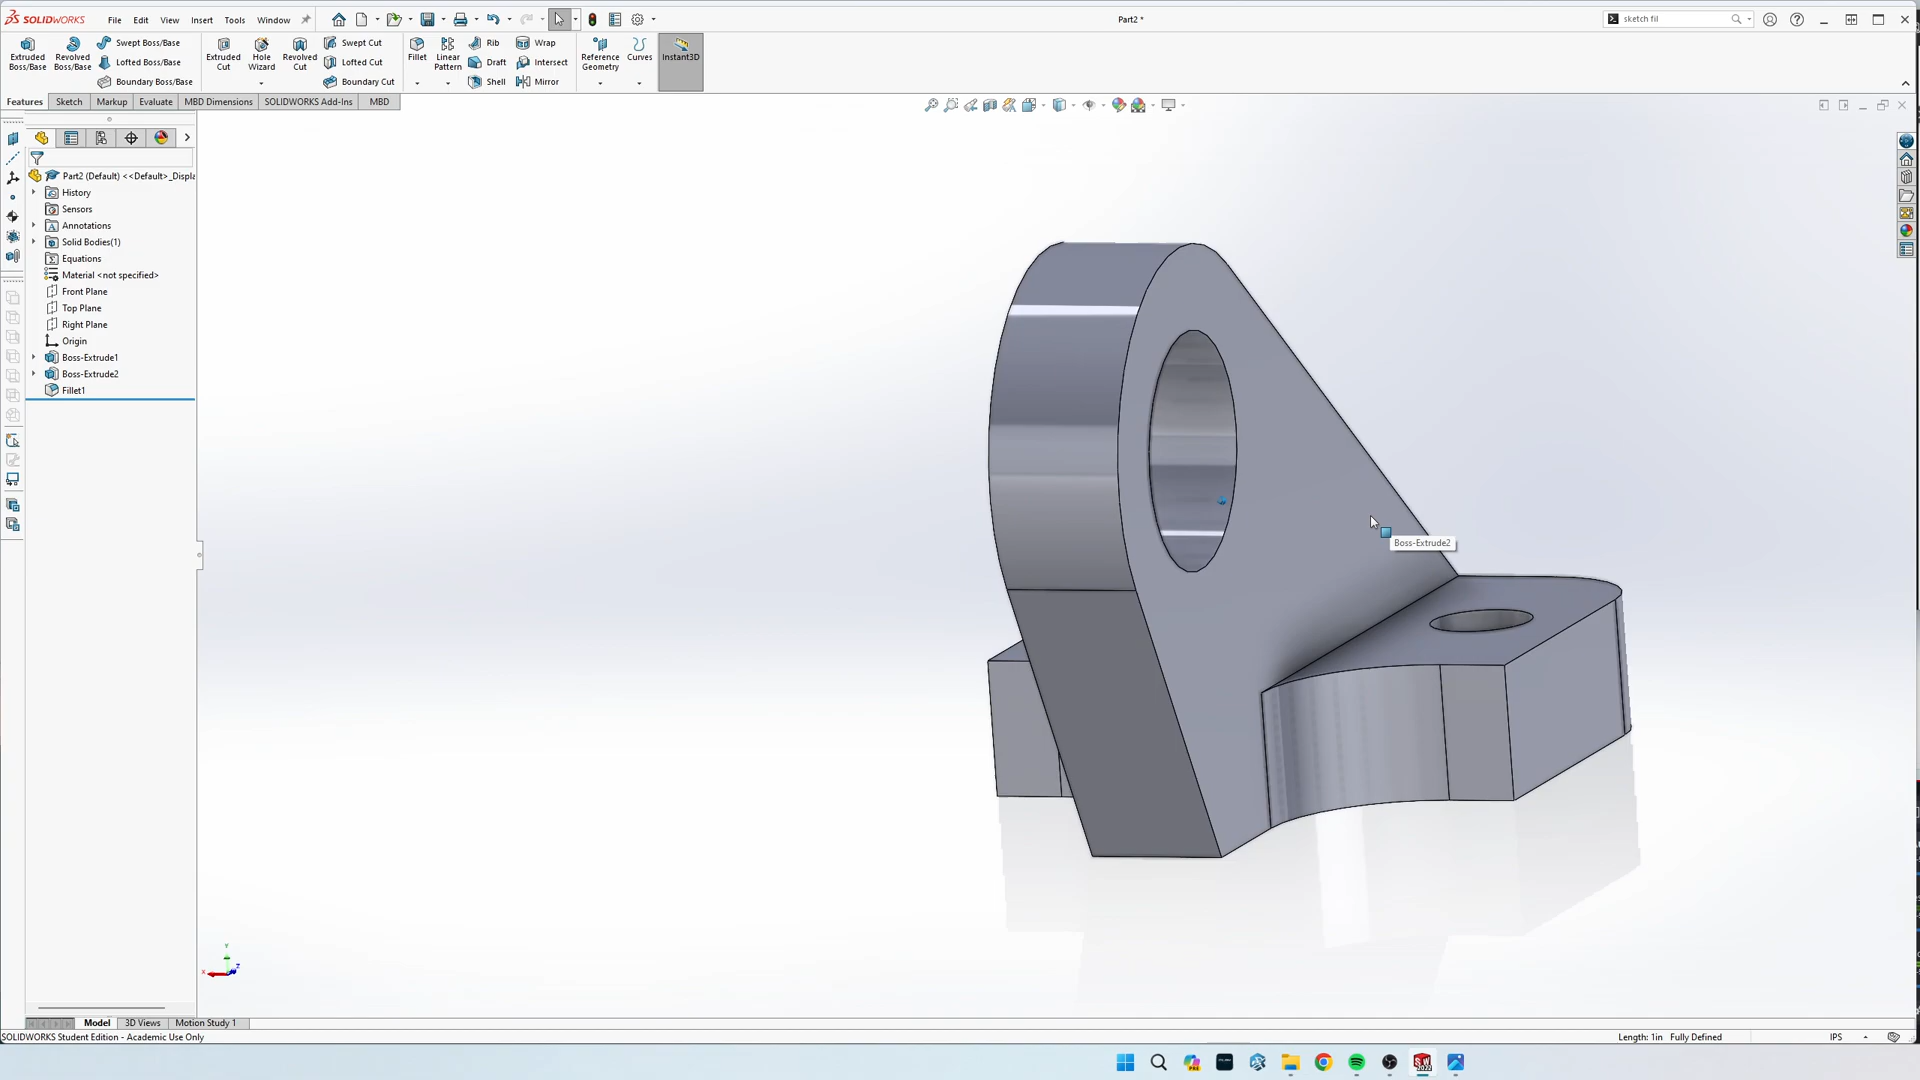 SOLIDWORKS File Edit View Insert Tools Window Part2 * sketch fil
Extruded Boss/Base Revolved Boss/Base Swept Boss/Base Lofted Boss/Base Boundary Boss/Base Extruded Cut Hole Wizard Revolved Cut Swept Cut Lofted Cut Boundary Cut Fillet Linear Pattern Rib Draft Shell Wrap Intersect Mirror Reference Geometry Curves Instant3D
Features Sketch Markup Evaluate MBD Dimensions SOLIDWORKS Add-Ins MBD
Part2 (Default) <<Default>_Displa
History
Sensors
Annotations
Solid Bodies(1)
Equations
Material <not specified>
Front Plane
Top Plane
Right Plane
Origin
Boss-Extrude1
Boss-Extrude2
Fillet1
Boss-Extrude2
Y
X Z
Model 3D Views Motion Study 1
SOLIDWORKS Student Edition - Academic Use Only Length: 1in Fully Defined IPS